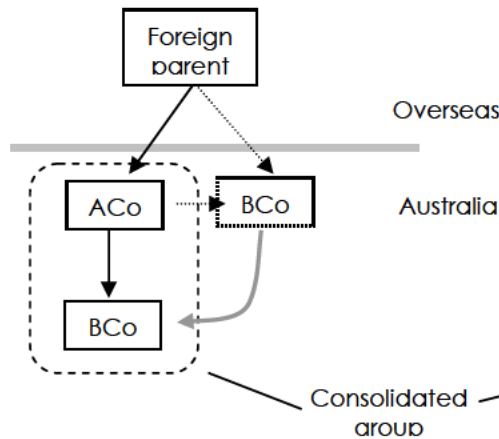 Foreign
parent
Overseas
ACo
BCo
Australia
BCo
Consolidated
group